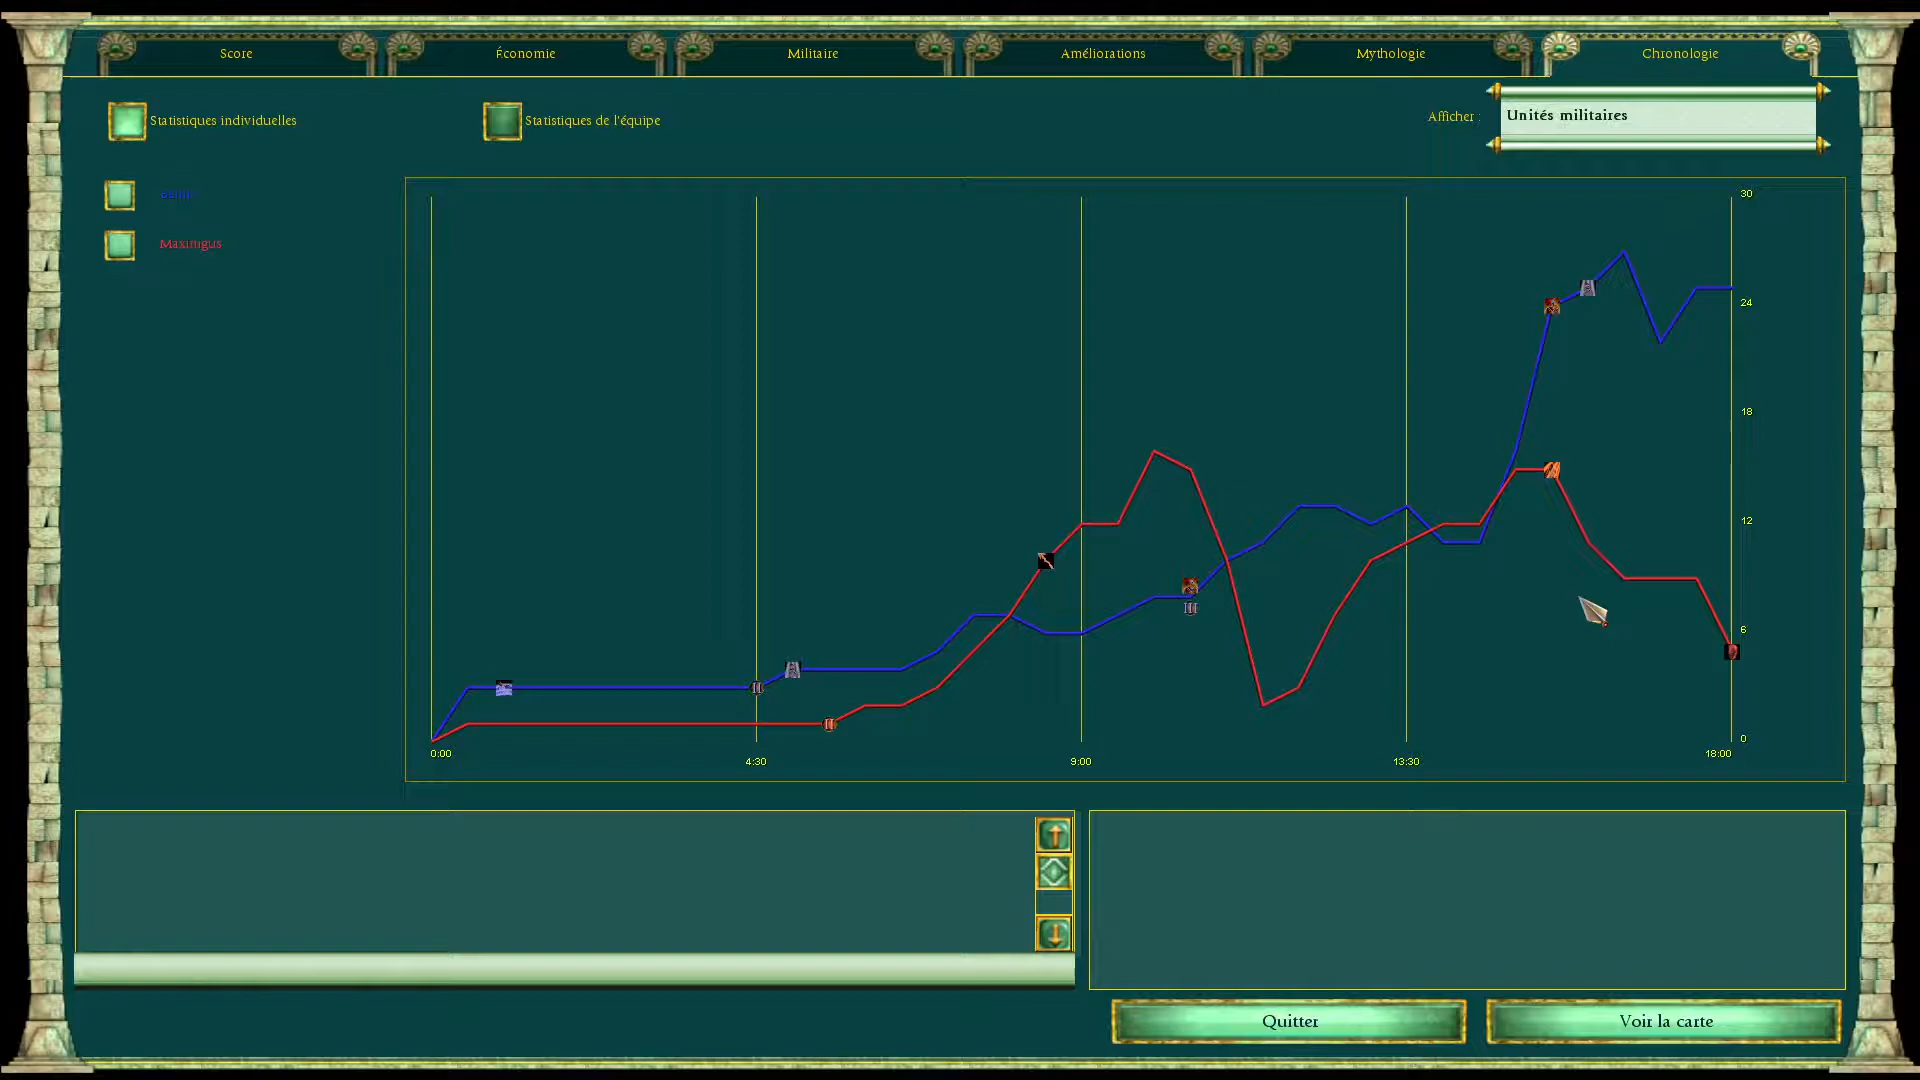 Score
Économie
Militaire
Améliorations
Mythologie
Chronologie
Statistiques individuelles
Statistiques de l'équipe
Afficher :
Unités militaires
Maximgus
30
24
18
12
6
0
0:00
4:30
9:00
13:30
18:00
Quitter
Voir la carte